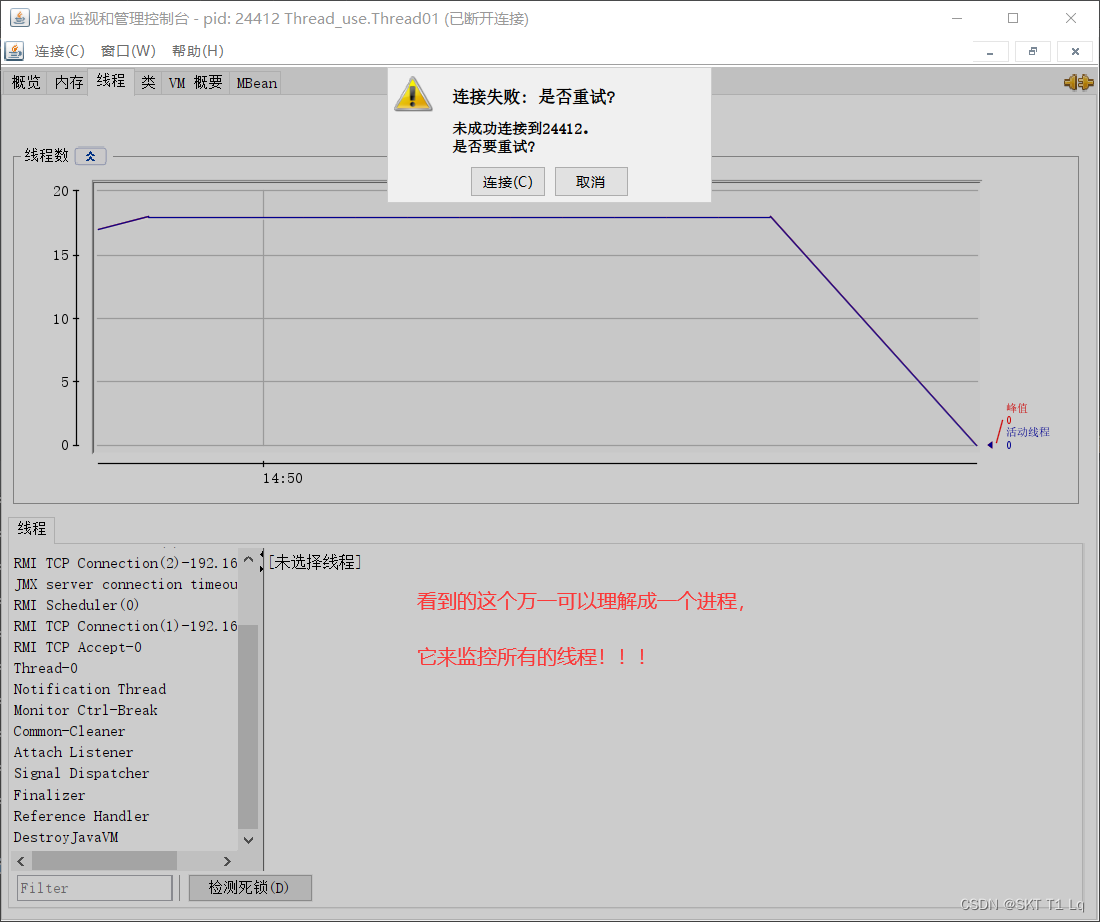 Java 监视和管理控制台 - pid: 24412 Thread_use.Thread01 (已断开连接)
连接(C) 窗口(W) 帮助(H)
概览 内存 线程 类 VM 概要 MBean
连接失败: 是否重试?
未成功连接到24412.
是否要重试?
连接(C) 取消
线程数
20
15
10
5
0
峰值
0
活动线程
0
14:50
线程
RMI TCP Connection(2)-192.16
JMX server connection timeou
RMI Scheduler(0)
RMI TCP Connection(1)-192.16
RMI TCP Accept-0
Thread-0
Notification Thread
Monitor Ctrl-Break
Common-Cleaner
Attach Listener
Signal Dispatcher
Finalizer
Reference Handler
DestroyJavaVM
[未选择线程]
看到的这个万一可以理解成一个进程，
它来监控所有的线程！！！
Filter
检测死锁(D)
CSDN @SKT T1 Lq